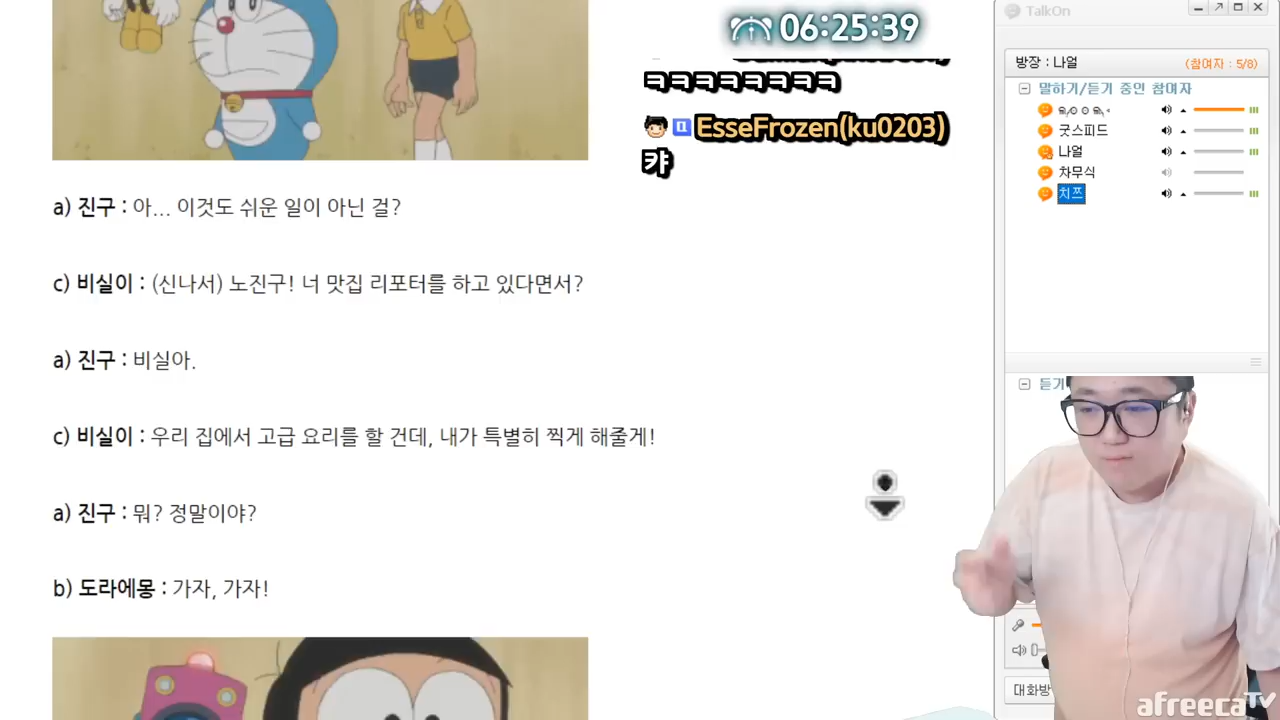 06:25:39
ㅋㅋㅋㅋㅋㅋㅋㅋ
EsseFrozen(ku0203)
캬
a) 진구 : 아... 이것도 쉬운 일이 아닌 걸?
c) 비실이 : (신나서) 노진구! 너 맛집 리포터를 하고 있다면서?
a) 진구 : 비실아.
c) 비실이 : 우리 집에서 고급 요리를 할 건데, 내가 특별히 찍게 해줄게!
a) 진구 : 뭐? 정말이야?
b) 도라에몽 : 가자, 가자!
TalkOn
방장 : 나얼
(참여자 : 5/8)
말하기/듣기 중인 참여자
굿스피드
나얼
차무식
치쯔
듣기
대화방
afreecaTV